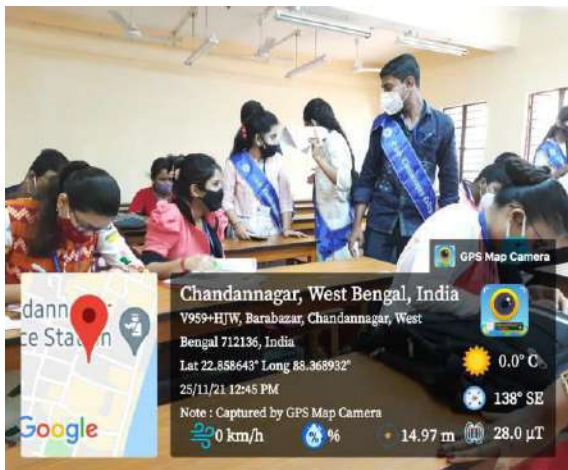 GPS Map Camera
Chandannagar, West Bengal, India
V959+HJW, Barabazar, Chandannagar, West
Bengal 712136, India
Lat 22.858643° Long 88.368932°
25/11/21 12:45 PM
Note : Captured by GPS Map Camera
0.0° C
138° SE
0 km/h
%
14.97 m
28.0 µT
dann
ce Station
Google